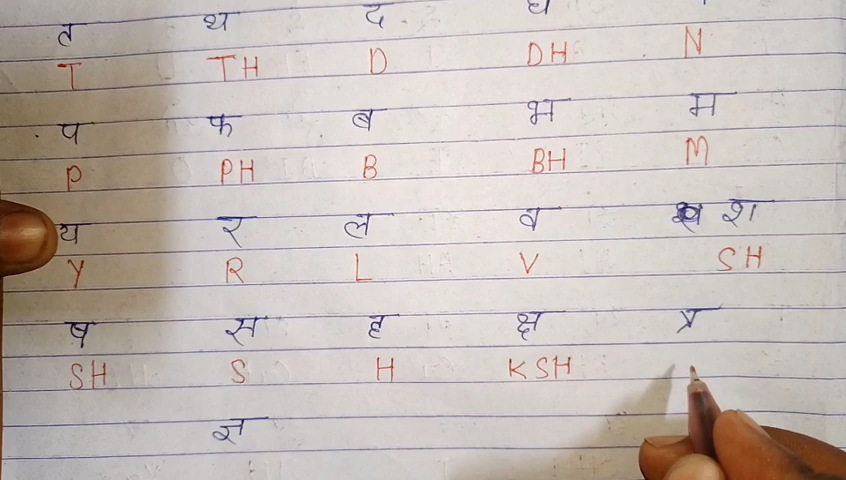 त थ द ध
T TH D DH N
प फ ब भ म
P PH B BH M
य र ल व श
Y R L V SH
ष स ह क्ष त्र
SH S H KSH
ज्ञ